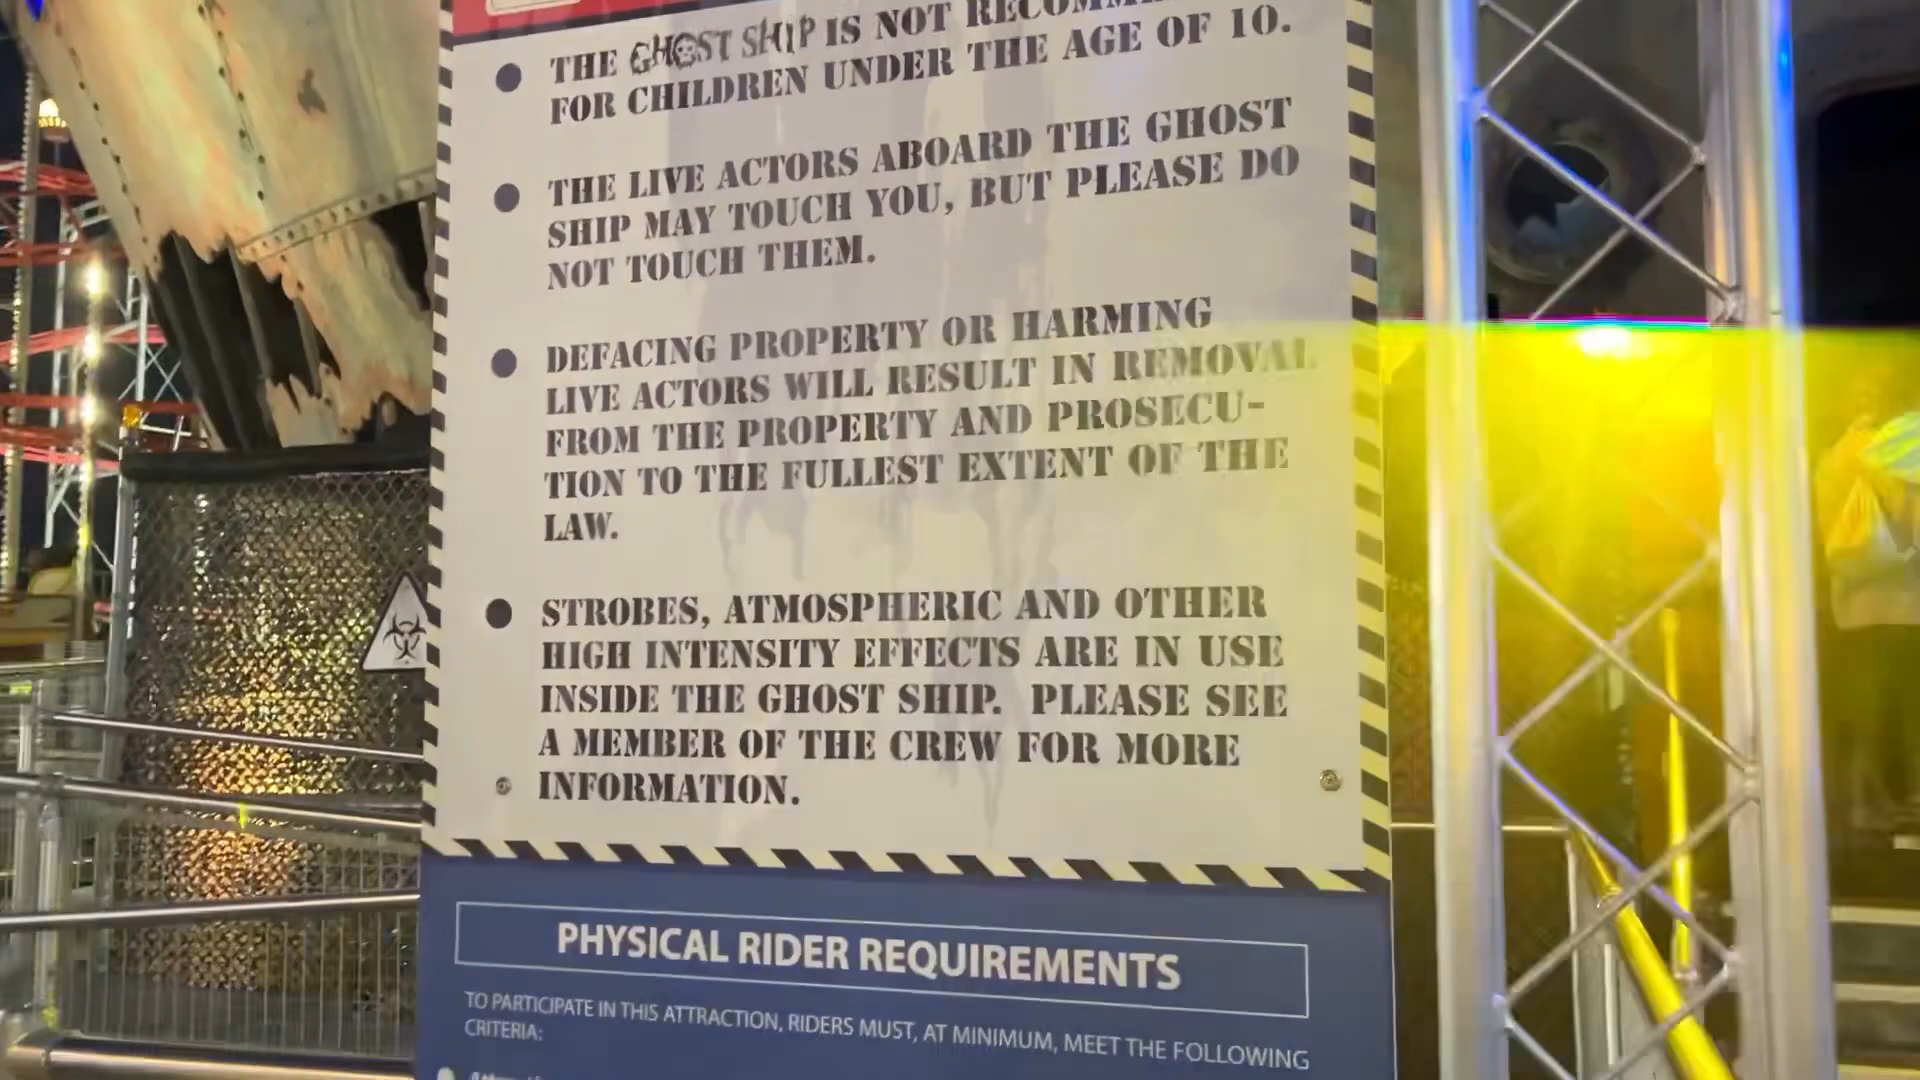 THE GHOST SHIP IS NOT
FOR CHILDREN UNDER THE AGE OF 10.
THE LIVE ACTORS ABOARD THE GHOST
SHIP MAY TOUCH YOU, BUT PLEASE DO
NOT TOUCH THEM.
DEFACING PROPERTY OR HARMING
LIVE ACTORS WILL RESULT IN REMOVAL
FROM THE PROPERTY AND PROSECU-
TION TO THE FULLEST EXTENT OF THE
LAW.
STROBES, ATMOSPHERIC AND OTHER
HIGH INTENSITY EFFECTS ARE IN USE
INSIDE THE GHOST SHIP. PLEASE SEE
A MEMBER OF THE CREW FOR MORE
INFORMATION.
PHYSICAL RIDER REQUIREMENTS
TO PARTICIPATE IN THIS ATTRACTION, RIDERS MUST, AT MINIMUM, MEET THE FOLLOWING
CRITERIA: